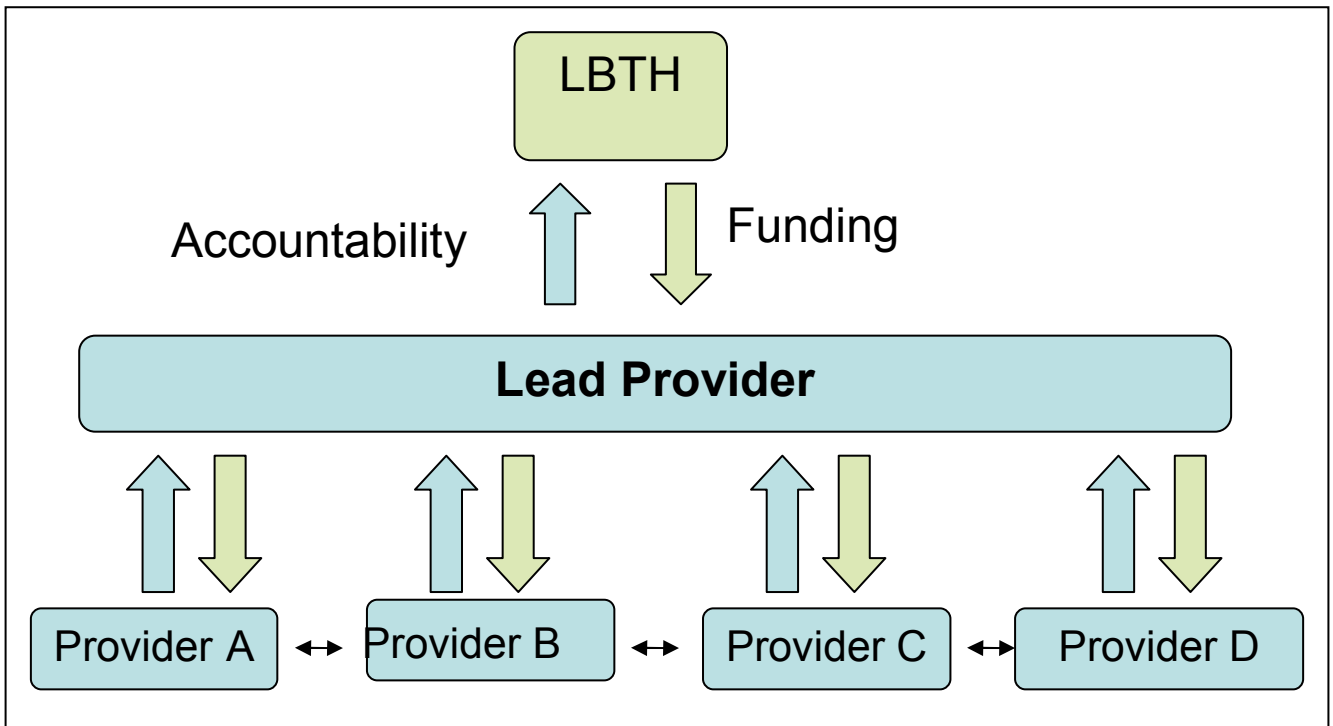 LBTH
Accountability
Funding
Lead Provider
Provider A
Provider B
Provider C
Provider D